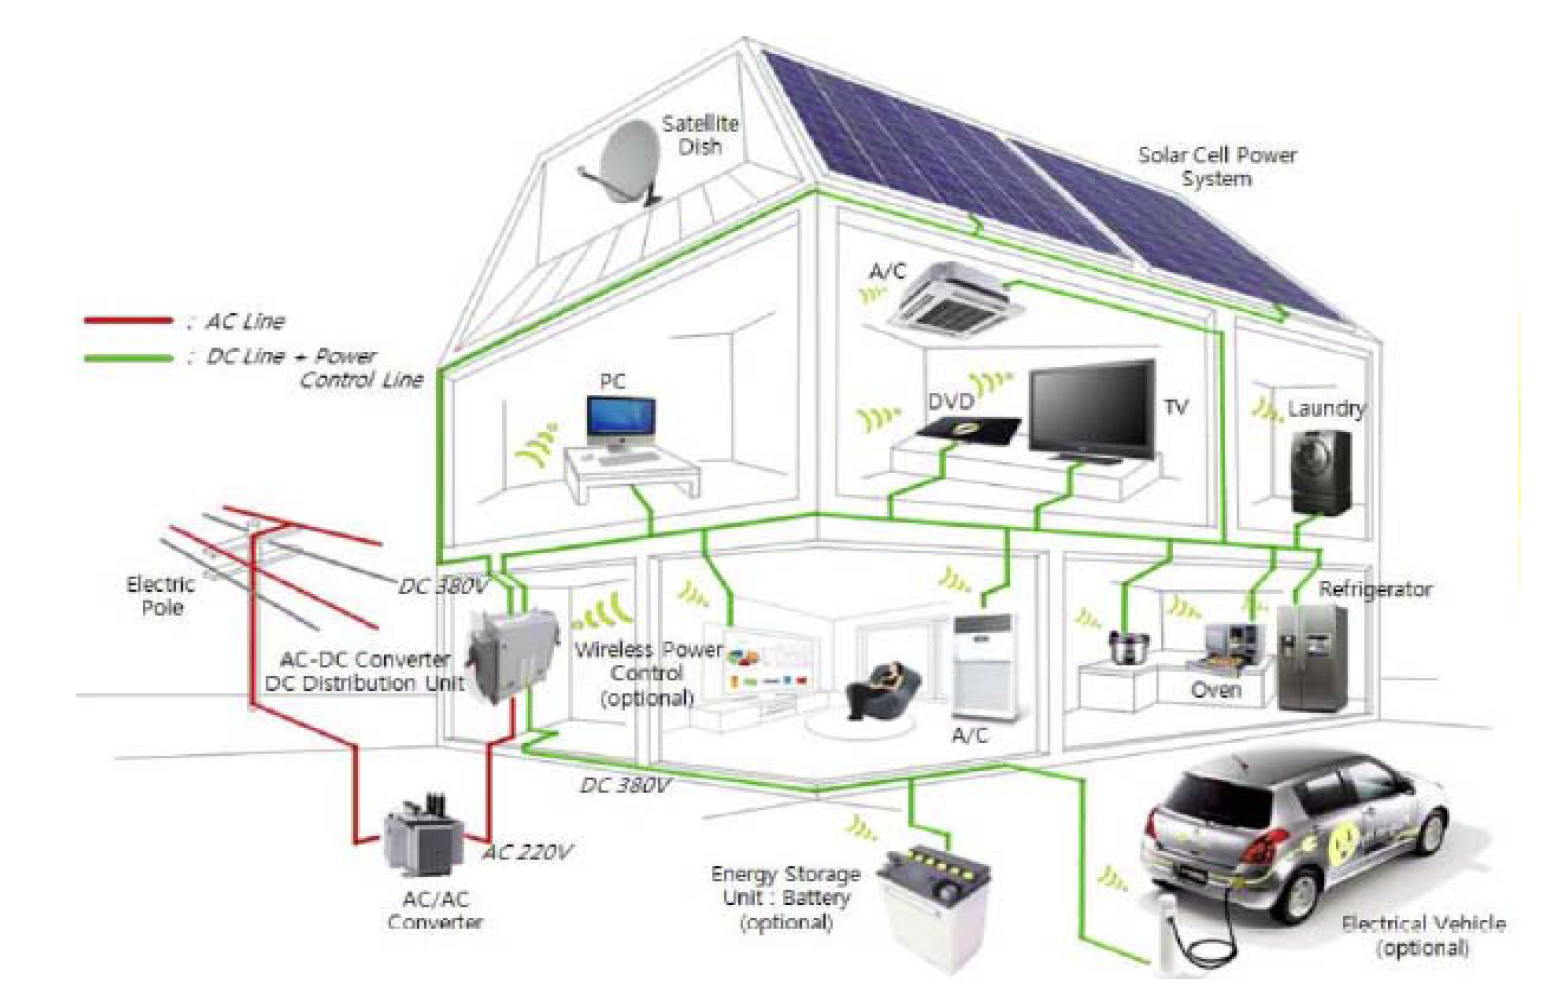 Satellite
Dish
Solar Cell Power
System
A/C
: AC Line
: DC Line + Power
Control Line
PC
DVD
TV
Laundry
Electric
Pole
DC 380V
Refrigerator
AC-DC Converter
DC Distribution Unit
Wireless Power
Control
(optional)
Oven
A/C
DC 380V
AC 220V
AC/AC
Converter
Energy Storage
Unit : Battery
(optional)
Electrical Vehicle
(optional)